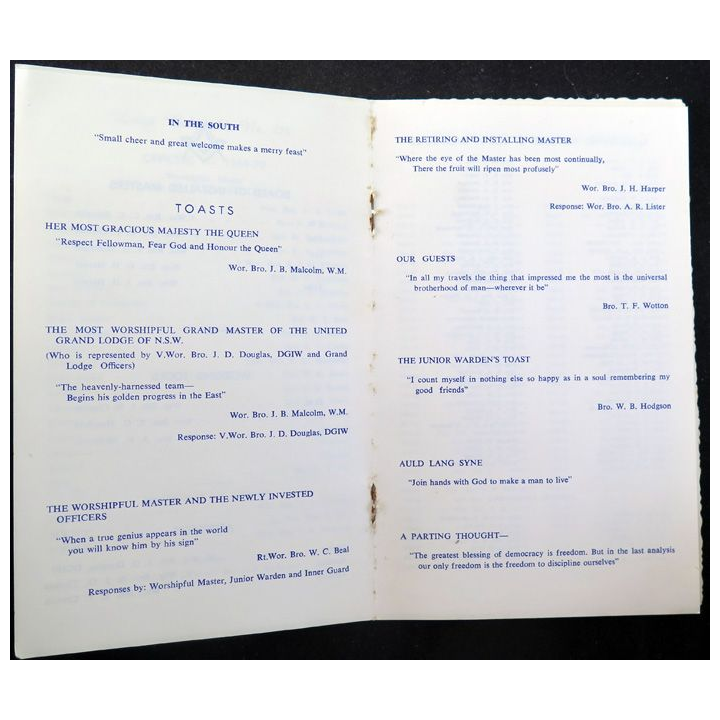 IN THE SOUTH
"Small cheer and great welcome makes a merry feast"
TOASTS
HER MOST GRACIOUS MAJESTY THE QUEEN
"Respect Fellowman, Fear God and Honour the Queen"
Wor. Bro. J. B. Malcolm, W.M.
THE MOST WORSHIPFUL GRAND MASTER OF THE UNITED
GRAND LODGE OF N.S.W.
(Who is represented by V.Wor. Bro. J. D. Douglas, DGIW and Grand
Lodge Officers)
"The heavenly-harnessed team—
Begins his golden progress in the East"
Wor. Bro. J. B. Malcolm, W.M.
Response: V.Wor. Bro. J. D. Douglas, DGIW
THE WORSHIPFUL MASTER AND THE NEWLY INVESTED
OFFICERS
"When a true genius appears in the world
you will know him by his sign"
Rt.Wor. Bro. W. C. Beal
Responses by: Worshipful Master, Junior Warden and Inner Guard
THE RETIRING AND INSTALLING MASTER
"Where the eye of the Master has been most continually,
There the fruit will ripen most profusely"
Wor. Bro. J. H. Harper
Response: Wor. Bro. A. R. Lister
OUR GUESTS
"In all my travels the thing that impressed me the most is the universal
brotherhood of man—wherever it be"
Bro. T. F. Wotton
THE JUNIOR WARDEN'S TOAST
"I count myself in nothing else so happy as in a soul remembering my
good friends"
Bro. W. B. Hodgson
AULD LANG SYNE
"Join hands with God to make a man to live"
A PARTING THOUGHT—
"The greatest blessing of democracy is freedom. But in the last analysis
our only freedom is the freedom to discipline ourselves"